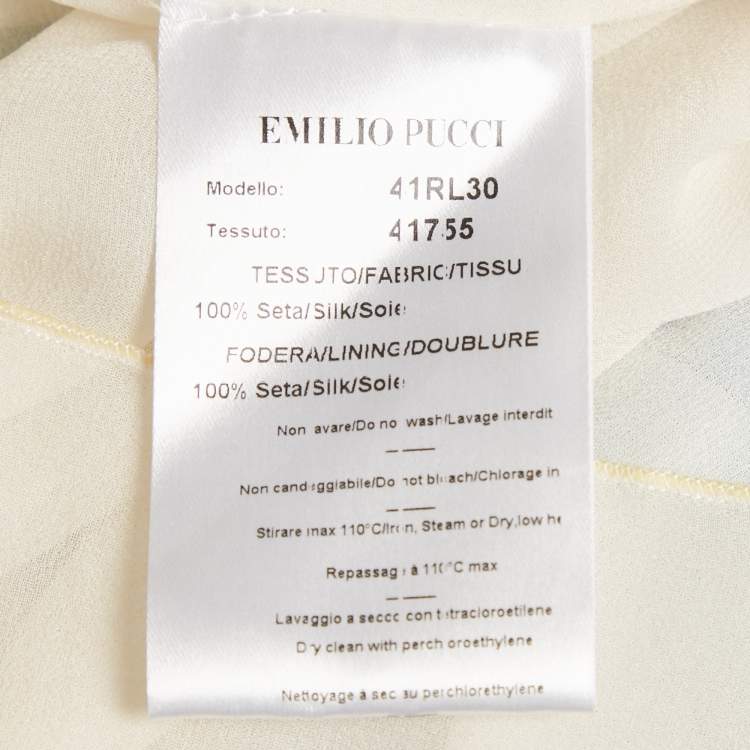 EMILIO PUCCI
Modello: 41RL30
Tessuto: 41755
TESSUTO/FABRIC/TISSU
100% Seta/Silk/Soie
FODERA/LINING/DOUBLURE
100% Seta/Silk/Soie
Non lavare/Do not wash/Lavage interdit
Non candeggiabile/Do not bleach/Chlorage in
Stirare max 110°C/Iron, Steam or Dry,low he
Repassage à 110°C max
Lavaggio a secco con tetracloroetilene
Dry clean with perchloroethylene
Nettoyage à sec au perchlorethylène